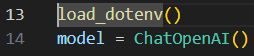 13 load_dotenv()
14 model = ChatOpenAI()